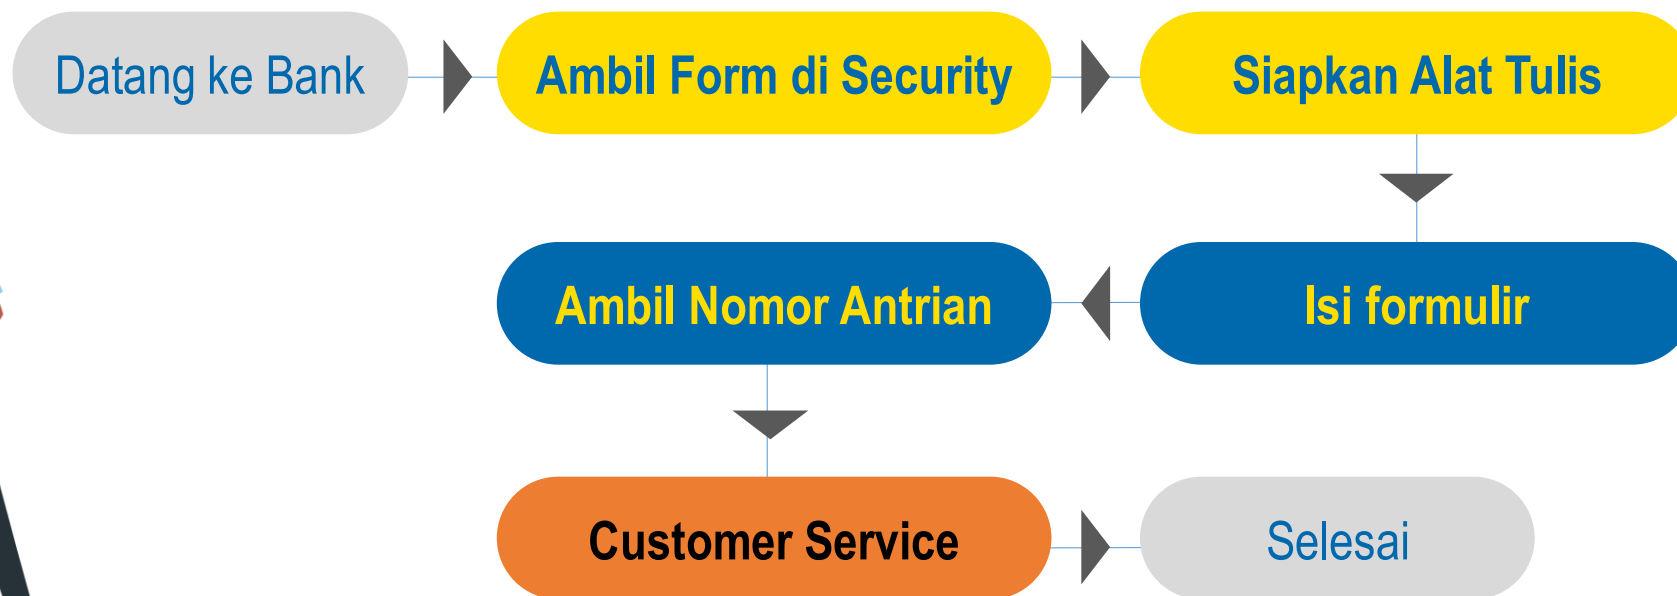 Datang ke Bank
Ambil Form di Security
Siapkan Alat Tulis
Isi formulir
Ambil Nomor Antrian
Customer Service
Selesai